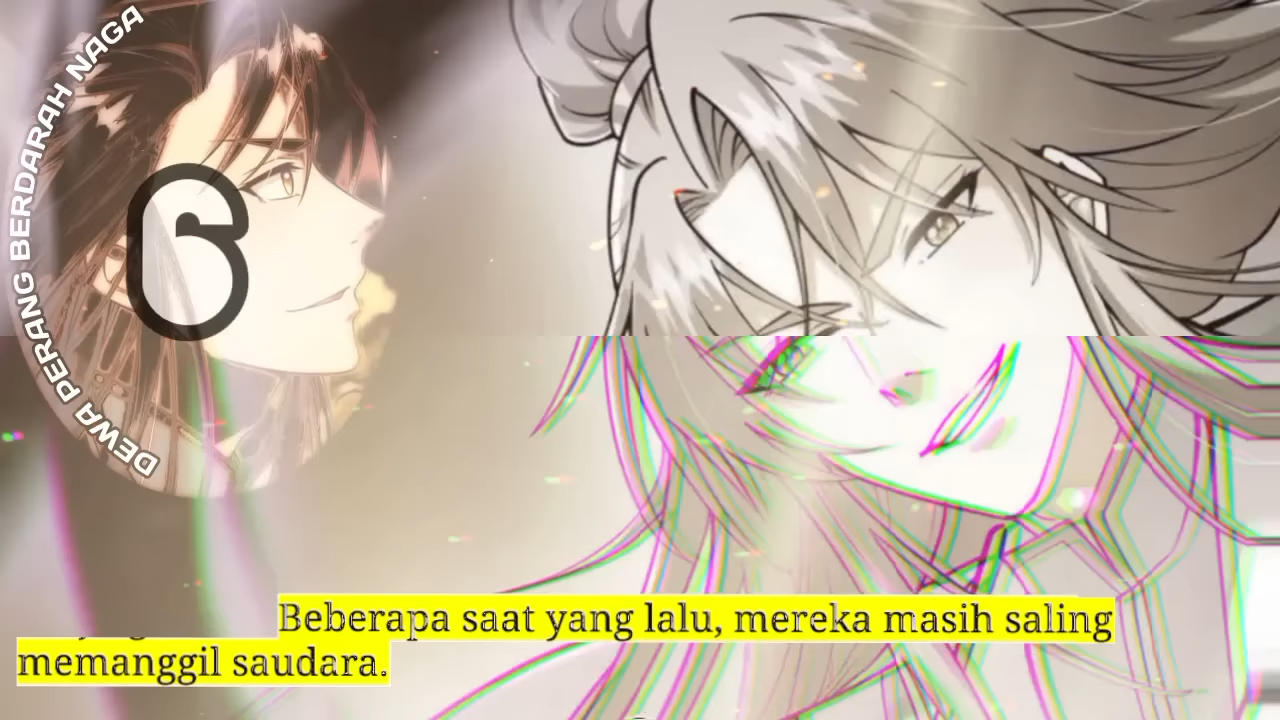 DEWA PERANG BERDARAH NAGA
6
Beberapa saat yang lalu, mereka masih saling
memanggil saudara.